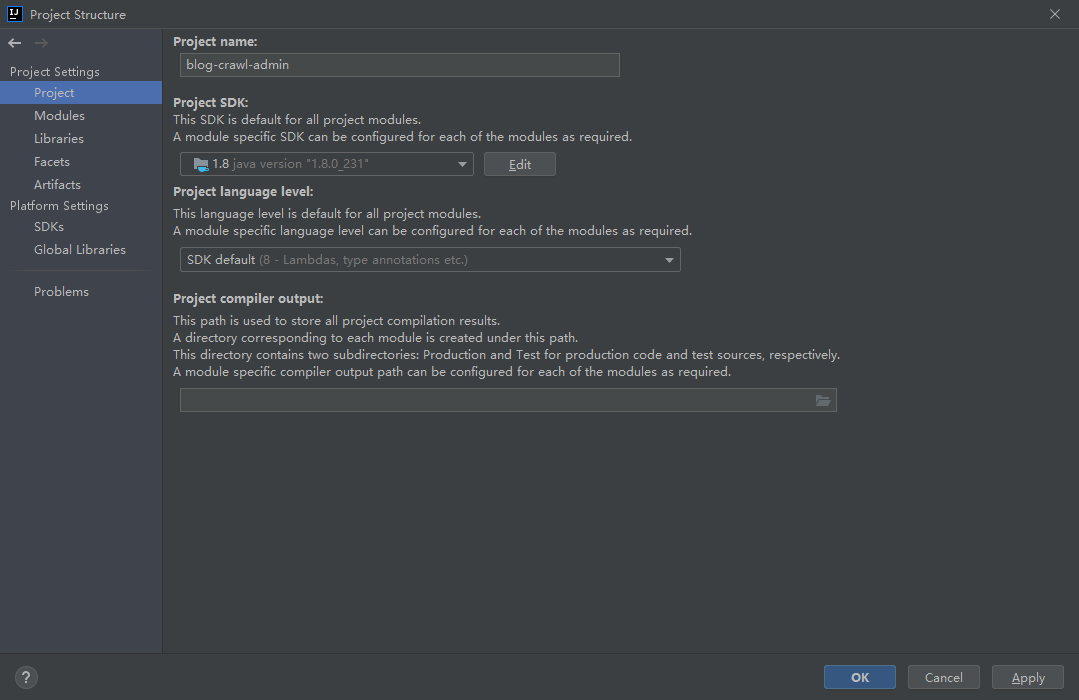 IJ
Project Structure
Project Settings
Project
Modules
Libraries
Facets
Artifacts
Platform Settings
SDKs
Global Libraries
Problems
Project name:
blog-crawl-admin
Project SDK:
This SDK is default for all project modules.
A module specific SDK can be configured for each of the modules as required.
1.8 java version "1.8.0_231"
Edit
Project language level:
This language level is default for all project modules.
A module specific language level can be configured for each of the modules as required.
SDK default (8 - Lambdas, type annotations etc.)
Project compiler output:
This path is used to store all project compilation results.
A directory corresponding to each module is created under this path.
This directory contains two subdirectories: Production and Test for production code and test sources, respectively.
A module specific compiler output path can be configured for each of the modules as required.
?
OK
Cancel
Apply